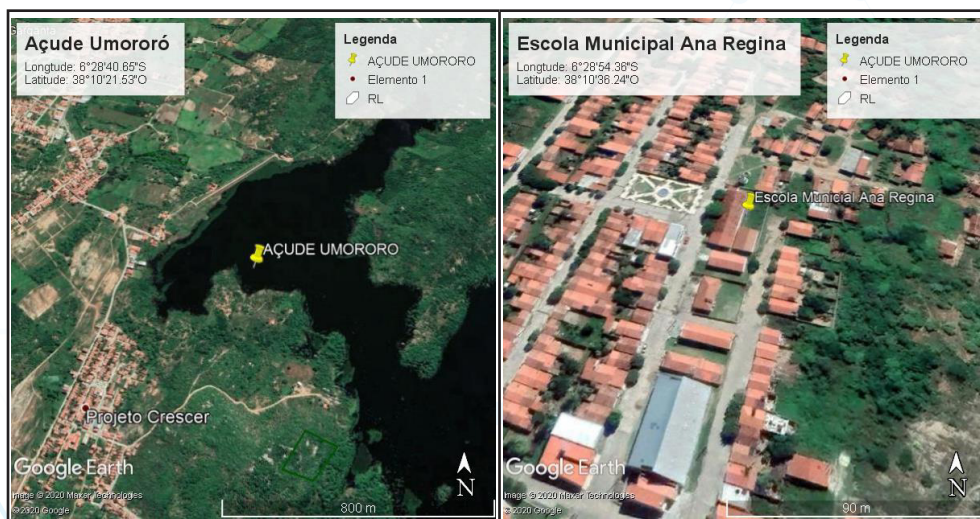 Açude Umororó
Longtude: 6°28'40.65"S
Latitude: 38°10'21.53"O
Legenda
AÇUDE UMORORO
Elemento 1
RL
AÇUDE UMORORO
Projeto Crescer
Google Earth
Image © 2020 Maxar Technologies
© 2020 Google
N
800 m
Escola Municipal Ana Regina
Longtude: 6°28'54.38"S
Latitude: 38°10'36.24"O
Legenda
AÇUDE UMORORO
Elemento 1
RL
Escola Municial Ana Regina
Google Earth
Image © 2020 Maxar Technologies
© 2020 Google
N
90 m